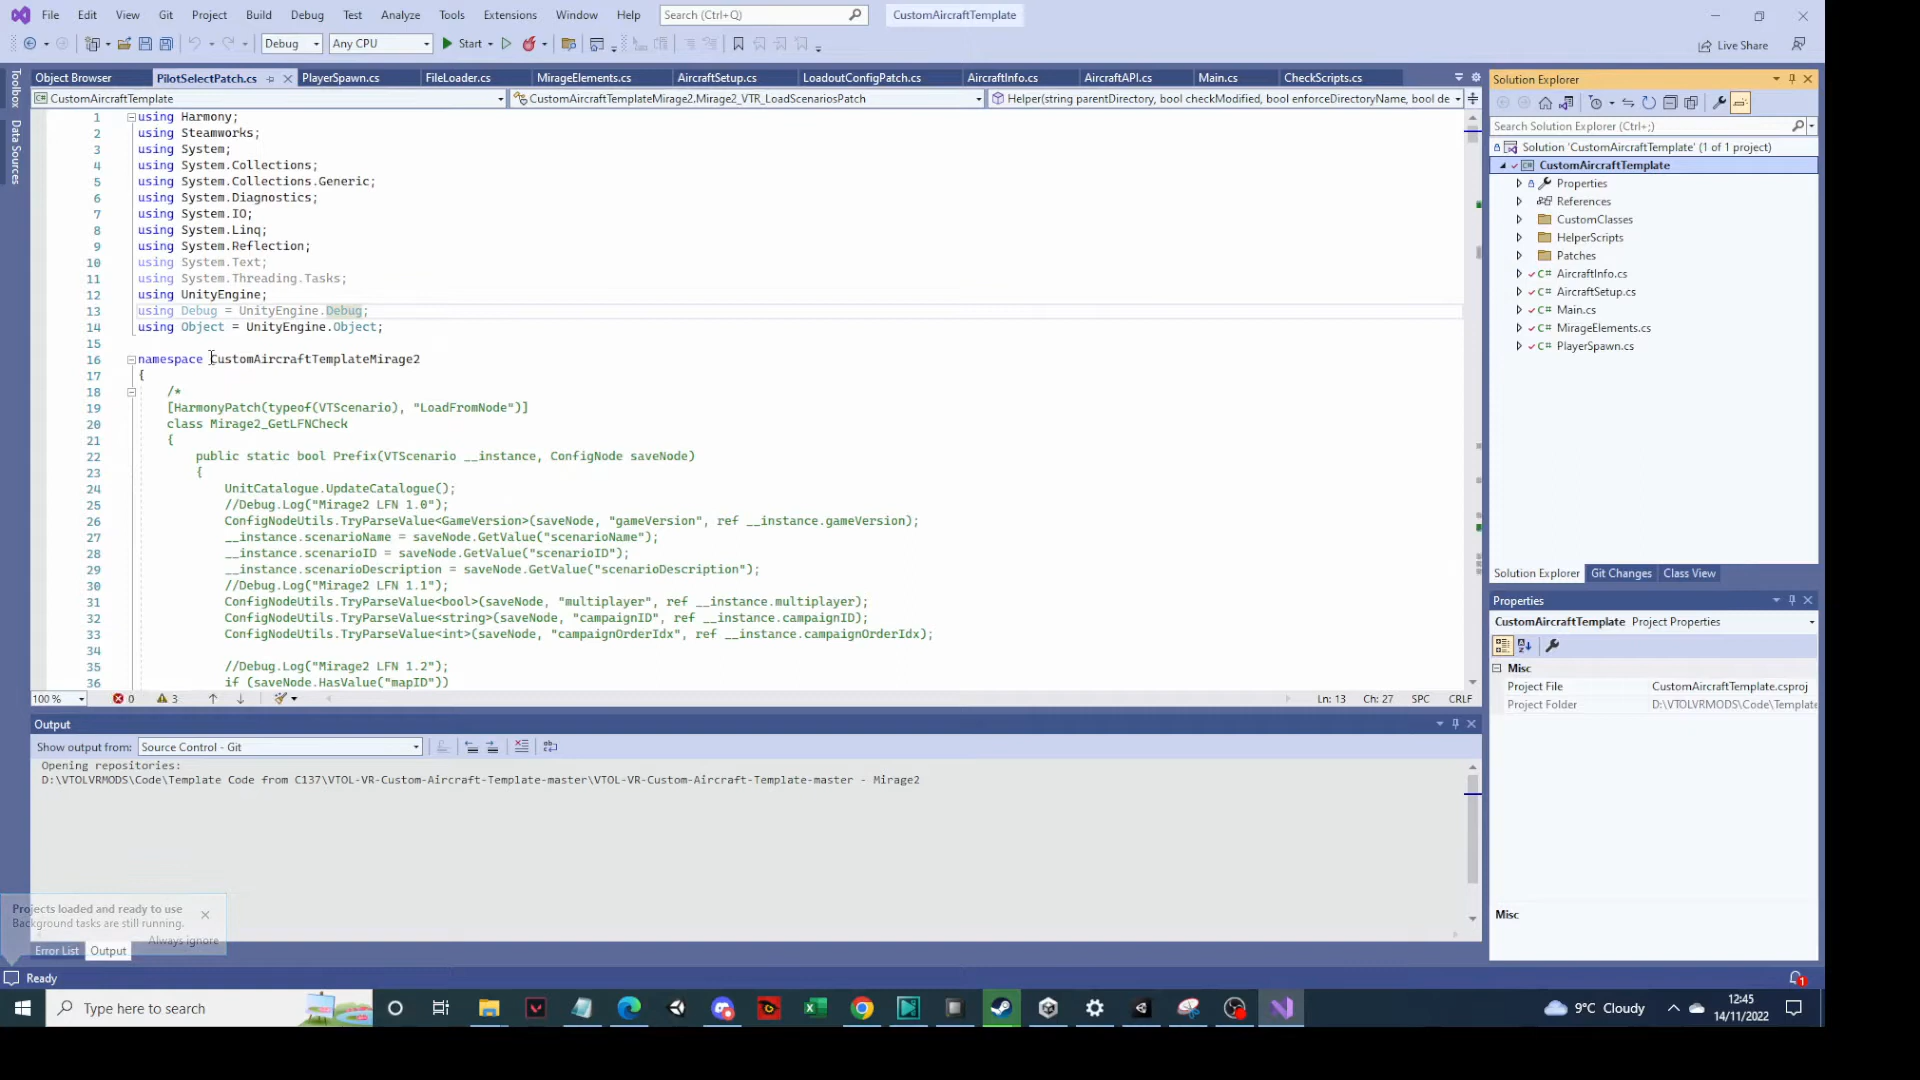 File Edit View Git Project Build Debug Test Analyze Tools Extensions Window Help Search (Ctrl+Q) CustomAircraftTemplate
Debug Any CPU Start Live Share
Object Browser PilotSelectPatch.cs PlayerSpawn.cs FileLoader.cs MirageElements.cs AircraftSetup.cs LoadoutConfigPatch.cs AircraftInfo.cs AircraftAPI.cs Main.cs CheckScripts.cs
CustomAircraftTemplate CustomAircraftTemplateMirage2.Mirage2_VTR_LoadScenariosPatch Helper(string parentDirectory, bool checkModified, bool enforceDirectoryName, bool de
Toolbox
Data Sources
1 using Harmony;
2 using Steamworks;
3 using System;
4 using System.Collections;
5 using System.Collections.Generic;
6 using System.Diagnostics;
7 using System.IO;
8 using System.Linq;
9 using System.Reflection;
10 using System.Text;
11 using System.Threading.Tasks;
12 using UnityEngine;
13 using Debug = UnityEngine.Debug;
14 using Object = UnityEngine.Object;
15
16 namespace CustomAircraftTemplateMirage2
17 {
18 /*
19 [HarmonyPatch(typeof(VTScenario), "LoadFromNode")]
20 class Mirage2_GetLFNCheck
21 {
22 public static bool Prefix(VTScenario __instance, ConfigNode saveNode)
23 {
24 UnitCatalogue.UpdateCatalogue();
25 //Debug.Log("Mirage2 LFN 1.0");
26 ConfigNodeUtils.TryParseValue<GameVersion>(saveNode, "gameVersion", ref __instance.gameVersion);
27 __instance.scenarioName = saveNode.GetValue("scenarioName");
28 __instance.scenarioID = saveNode.GetValue("scenarioID");
29 __instance.scenarioDescription = saveNode.GetValue("scenarioDescription");
30 //Debug.Log("Mirage2 LFN 1.1");
31 ConfigNodeUtils.TryParseValue<bool>(saveNode, "multiplayer", ref __instance.multiplayer);
32 ConfigNodeUtils.TryParseValue<string>(saveNode, "campaignID", ref __instance.campaignID);
33 ConfigNodeUtils.TryParseValue<int>(saveNode, "campaignOrderIdx", ref __instance.campaignOrderIdx);
34
35 //Debug.Log("Mirage2 LFN 1.2");
36 if (saveNode.HasValue("mapID"))
100 % 0 3 Ln: 13 Ch: 27 SPC CRLF
Output
Show output from: Source Control - Git
Opening repositories:
D:\VTOLVRMODS\Code\Template Code from C137\VTOL-VR-Custom-Aircraft-Template-master\VTOL-VR-Custom-Aircraft-Template-master - Mirage2
Projects loaded and ready to use
Background tasks are still running.
Always ignore
Error List Output
Ready
Solution Explorer
Search Solution Explorer (Ctrl+;)
Solution 'CustomAircraftTemplate' (1 of 1 project)
CustomAircraftTemplate
Properties
References
CustomClasses
HelperScripts
Patches
C# AircraftInfo.cs
C# AircraftSetup.cs
C# Main.cs
C# MirageElements.cs
C# PlayerSpawn.cs
Solution Explorer Git Changes Class View
Properties
CustomAircraftTemplate Project Properties
Misc
Project File CustomAircraftTemplate.csproj
Project Folder D:\VTOLVRMODS\Code\Template
Misc
1
Type here to search
9°C Cloudy
12:45
14/11/2022